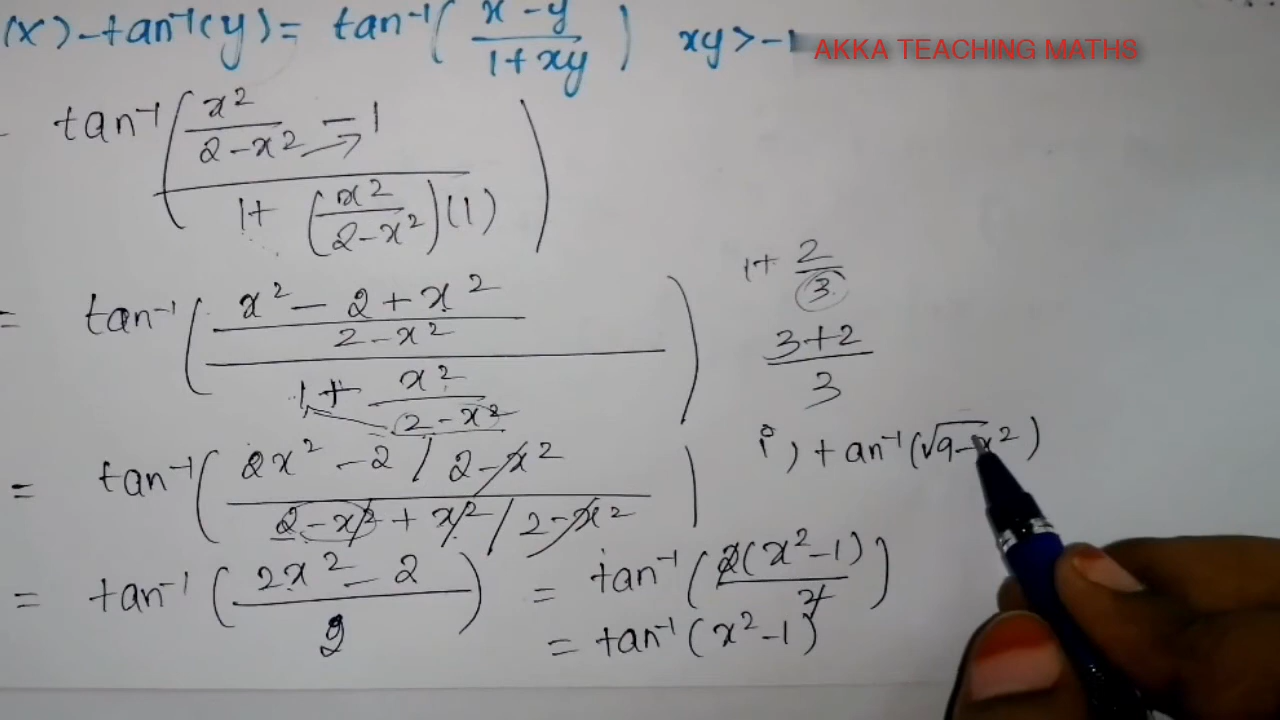 (x)-tan⁻¹(y) = tan⁻¹(x-y/1+xy) xy>-1
AKKA TEACHING MATHS
tan⁻¹(x²/2-x² -1/1+(x²/2-x²)(1))
= tan⁻¹(x²-2+x²/2-x²/1+x²/2-x²)
1+2/3
3+2/3
= tan⁻¹(2x²-2/2-x²/2-x²+x²/2-x²)
i) tan⁻¹(√9-x²)
= tan⁻¹(2x²-2/2) = tan⁻¹(2(x²-1)/2)
= tan⁻¹(x²-1)